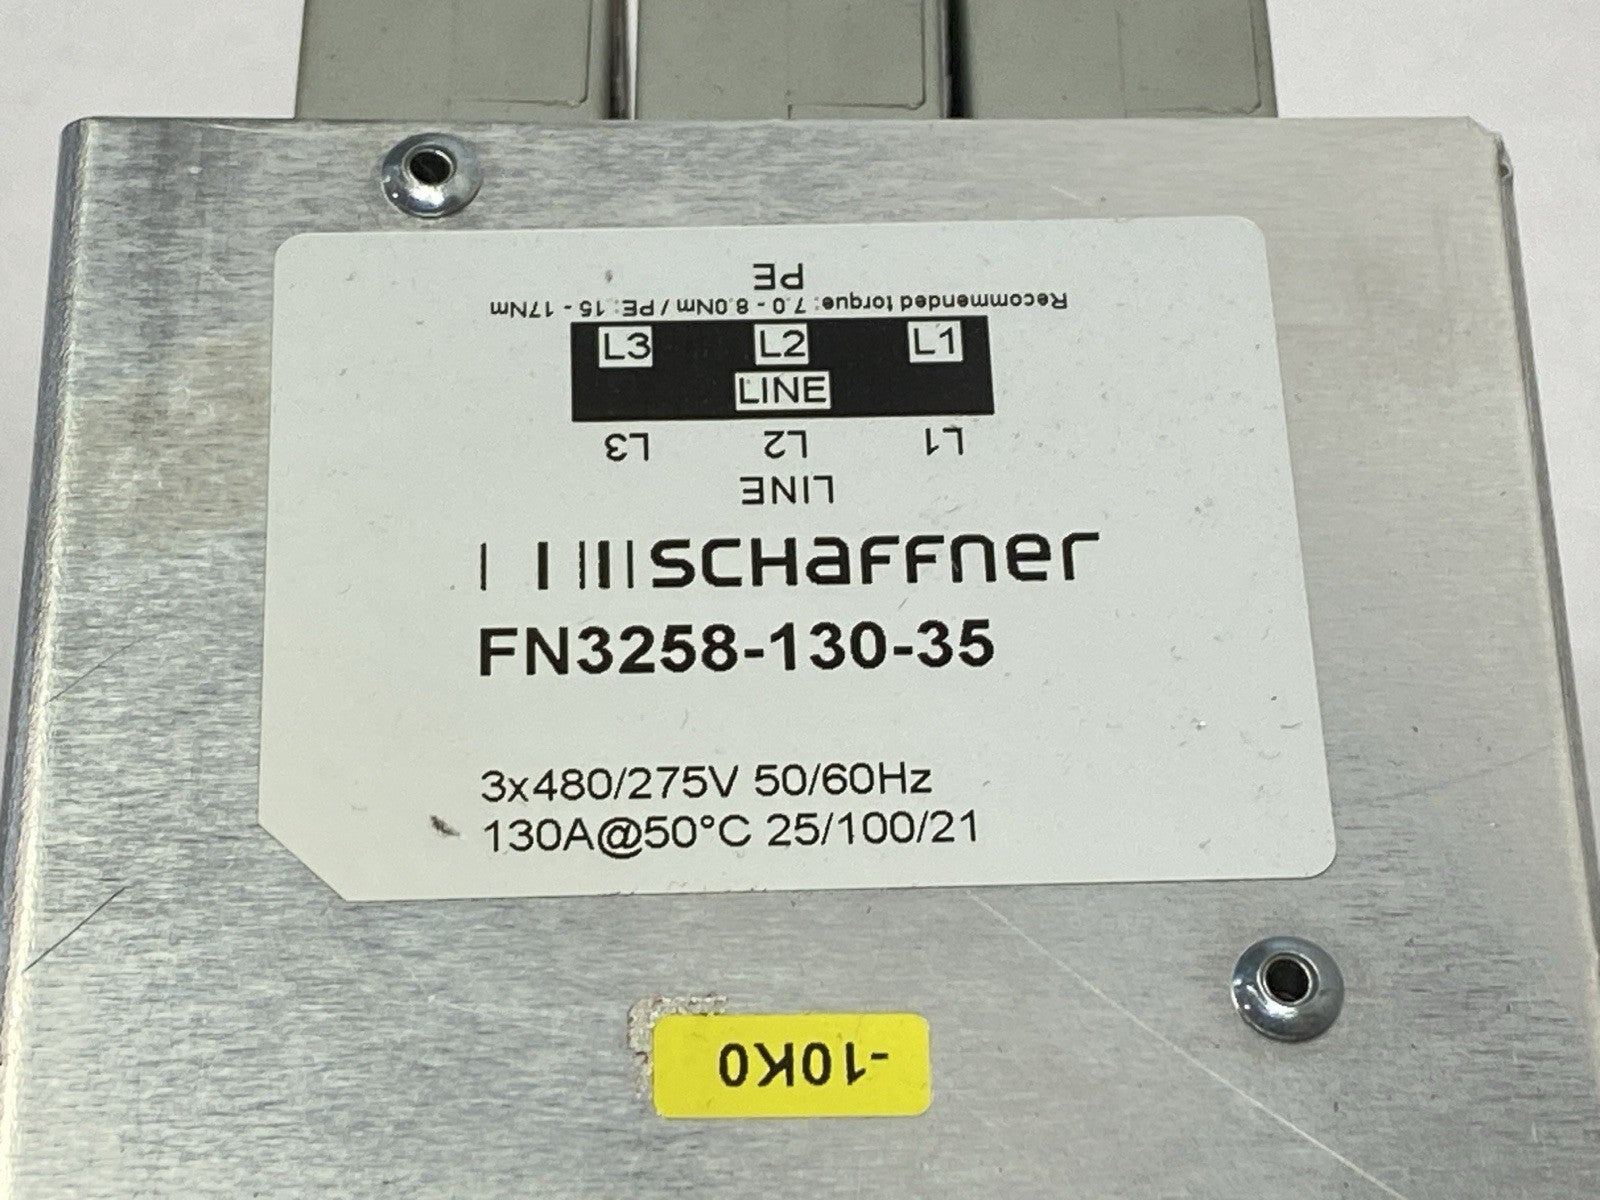 PE
Recommended torque: 7.0 - 8.0Nm / PE: 15 - 17Nm
L3 L2 L1
LINE
L3 L2 L1
LINE
SCHAFFNER
FN3258-130-35
3x480/275V 50/60Hz
130A@50°C 25/100/21
-10K0